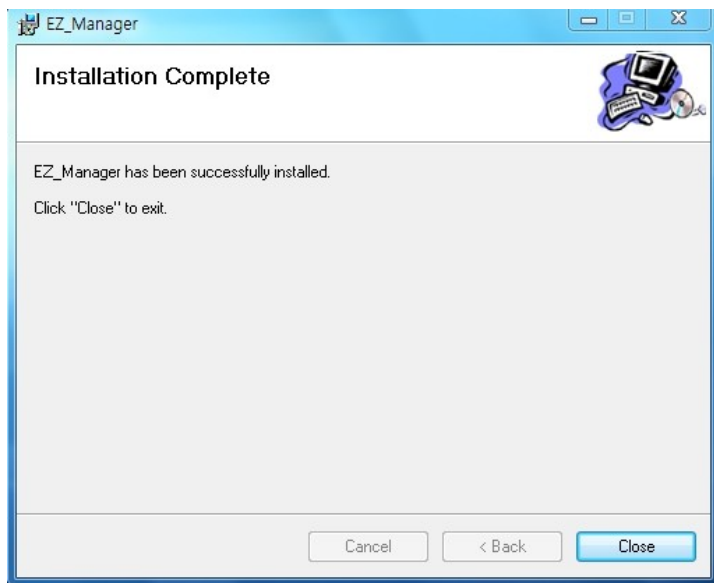 EZ_Manager
Installation Complete
EZ_Manager has been successfully installed.
Click "Close" to exit.
Cancel
< Back
Close